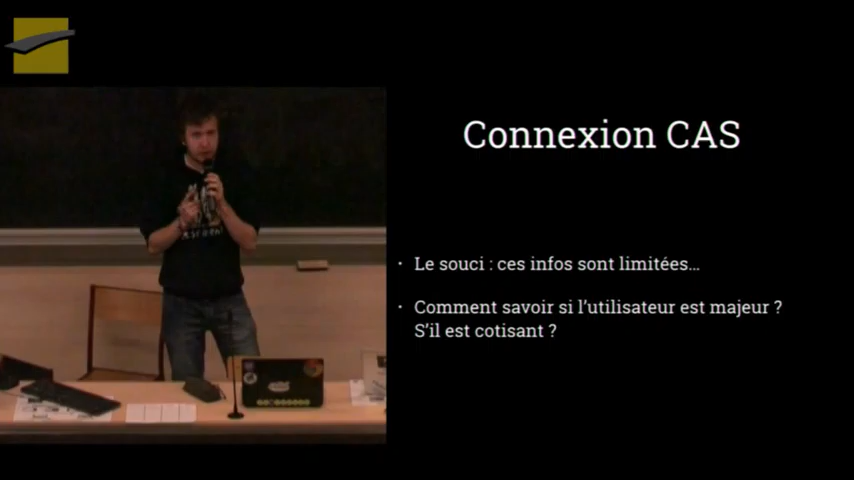 Connexion CAS
· Le souci : ces infos sont limitées...
· Comment savoir si l'utilisateur est majeur ?
S'il est cotisant ?